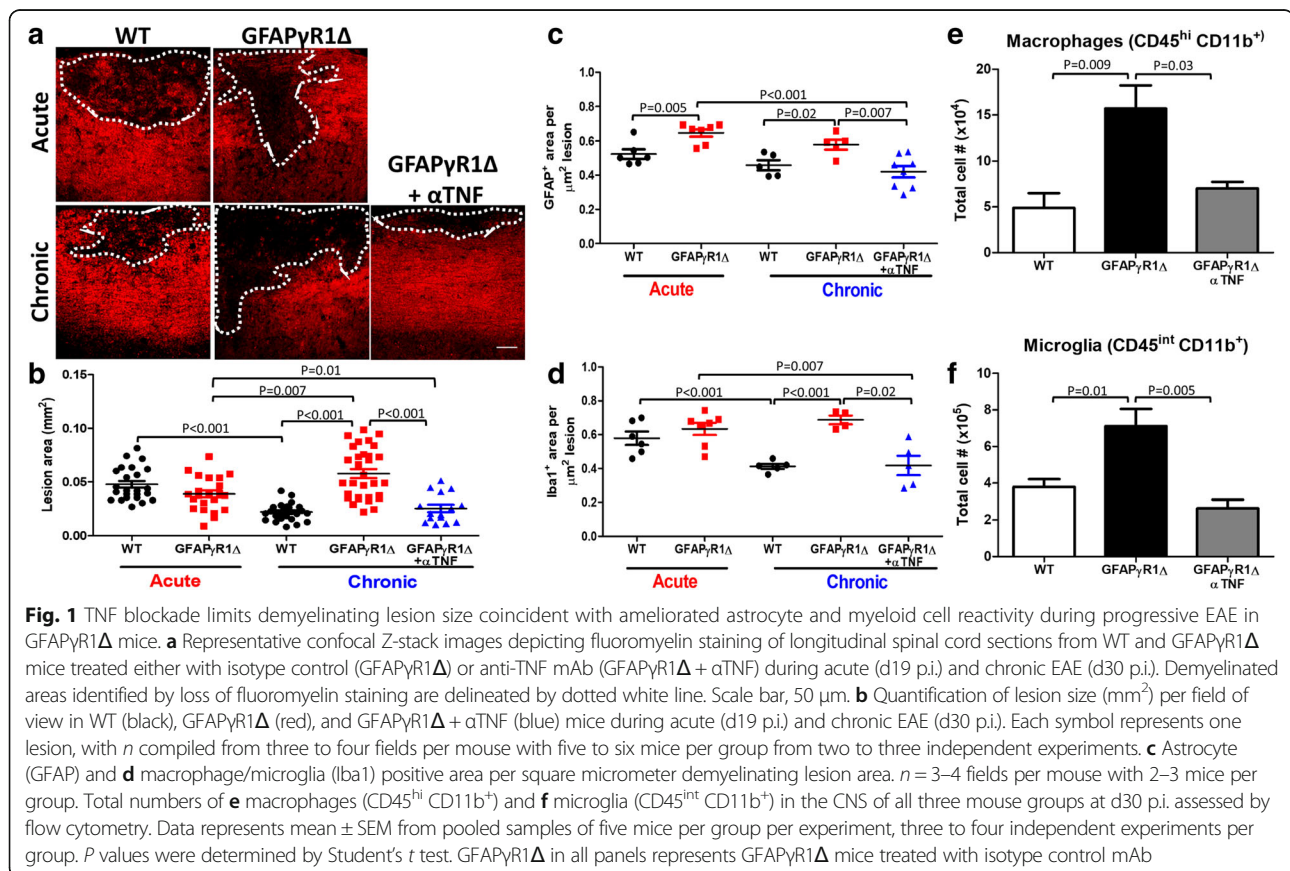 a
WT GFAPγR1Δ
Acute
GFAPγR1Δ
+ αTNF
Chronic
b
Lesion area (mm²)
0.15
0.10
0.05
0.00
P=0.01
P=0.007
P<0.001 P<0.001
P<0.001
WT GFAPγR1Δ WT GFAPγR1Δ GFAPγR1Δ
+αTNF
Acute Chronic
c
GFAP⁺ area per
μm² lesion
1.0
0.8
0.6
0.4
0.2
0.0
P<0.001
P=0.005 P=0.02 P=0.007
WT GFAPγR1Δ WT GFAPγR1Δ GFAPγR1Δ
+αTNF
Acute Chronic
d
Iba1⁺ area per
μm² lesion
1.0
0.8
0.6
0.4
0.2
0.0
P=0.007
P<0.001 P<0.001 P=0.02
WT GFAPγR1Δ WT GFAPγR1Δ GFAPγR1Δ
+αTNF
Acute Chronic
e
Macrophages (CD45ʰⁱ CD11b⁺)
Total cell # (x10⁴)
20
15
10
5
0
P=0.009 P=0.03
WT GFAPγR1Δ GFAPγR1Δ
α TNF
f
Microglia (CD45ⁱⁿᵗ CD11b⁺)
Total cell # (x10⁵)
10
8
6
4
2
0
P=0.01 P=0.005
WT GFAPγR1Δ GFAPγR1Δ
α TNF
Fig. 1 TNF blockade limits demyelinating lesion size coincident with ameliorated astrocyte and myeloid cell reactivity during progressive EAE in
GFAPγR1Δ mice. a Representative confocal Z-stack images depicting fluoromyelin staining of longitudinal spinal cord sections from WT and GFAPγR1Δ
mice treated either with isotype control (GFAPγR1Δ) or anti-TNF mAb (GFAPγR1Δ + αTNF) during acute (d19 p.i.) and chronic EAE (d30 p.i.). Demyelinated
areas identified by loss of fluoromyelin staining are delineated by dotted white line. Scale bar, 50 μm. b Quantification of lesion size (mm²) per field of
view in WT (black), GFAPγR1Δ (red), and GFAPγR1Δ + αTNF (blue) mice during acute (d19 p.i.) and chronic EAE (d30 p.i.). Each symbol represents one
lesion, with n compiled from three to four fields per mouse with five to six mice per group from two to three independent experiments. c Astrocyte
(GFAP) and d macrophage/microglia (Iba1) positive area per square micrometer demyelinating lesion area. n = 3–4 fields per mouse with 2–3 mice per
group. Total numbers of e macrophages (CD45ʰⁱ CD11b⁺) and f microglia (CD45ⁱⁿᵗ CD11b⁺) in the CNS of all three mouse groups at d30 p.i. assessed by
flow cytometry. Data represents mean ± SEM from pooled samples of five mice per group per experiment, three to four independent experiments per
group. P values were determined by Student's t test. GFAPγR1Δ in all panels represents GFAPγR1Δ mice treated with isotype control mAb